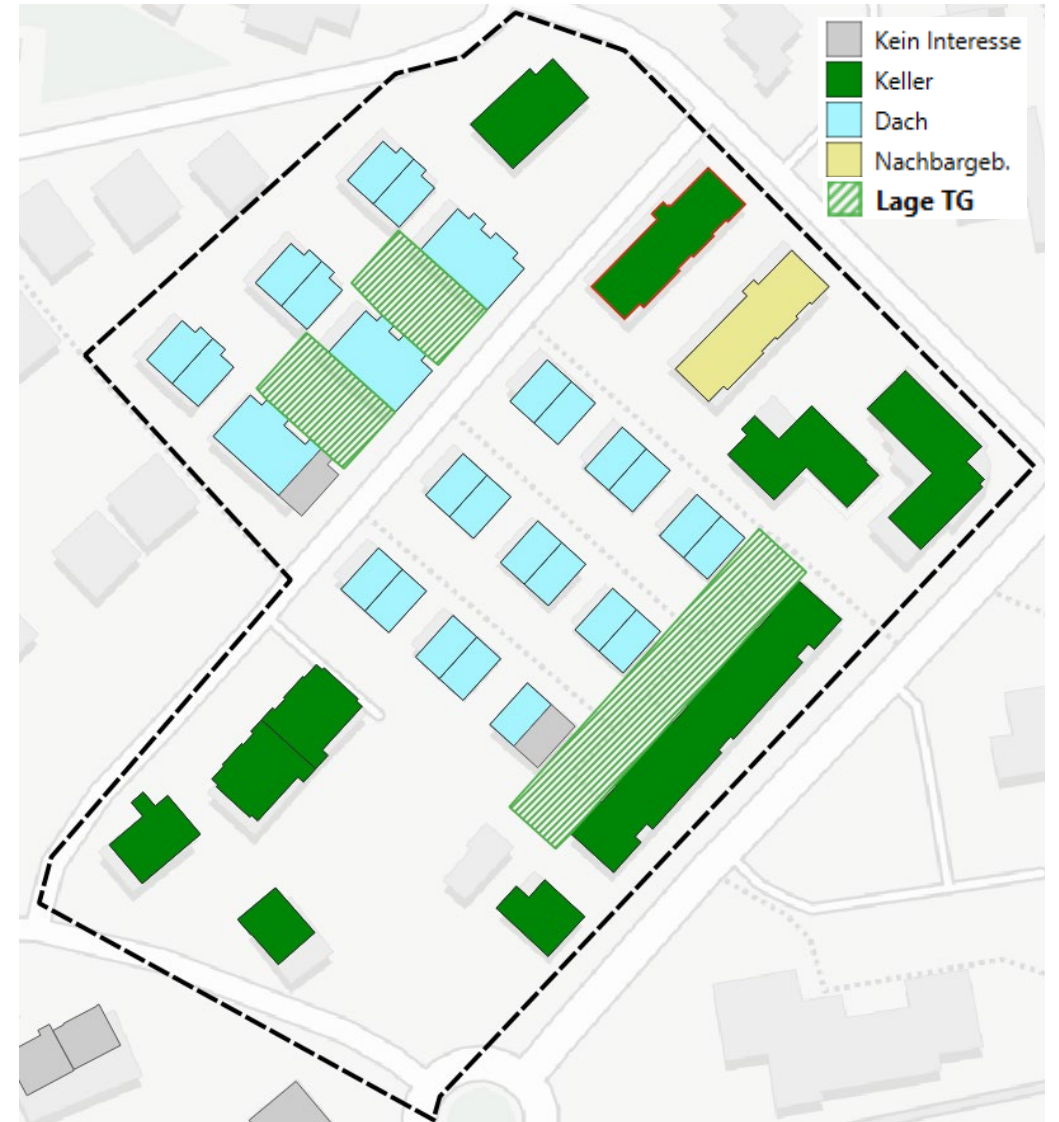 Kein Interesse
Keller
Dach
Nachbargeb.
Lage TG